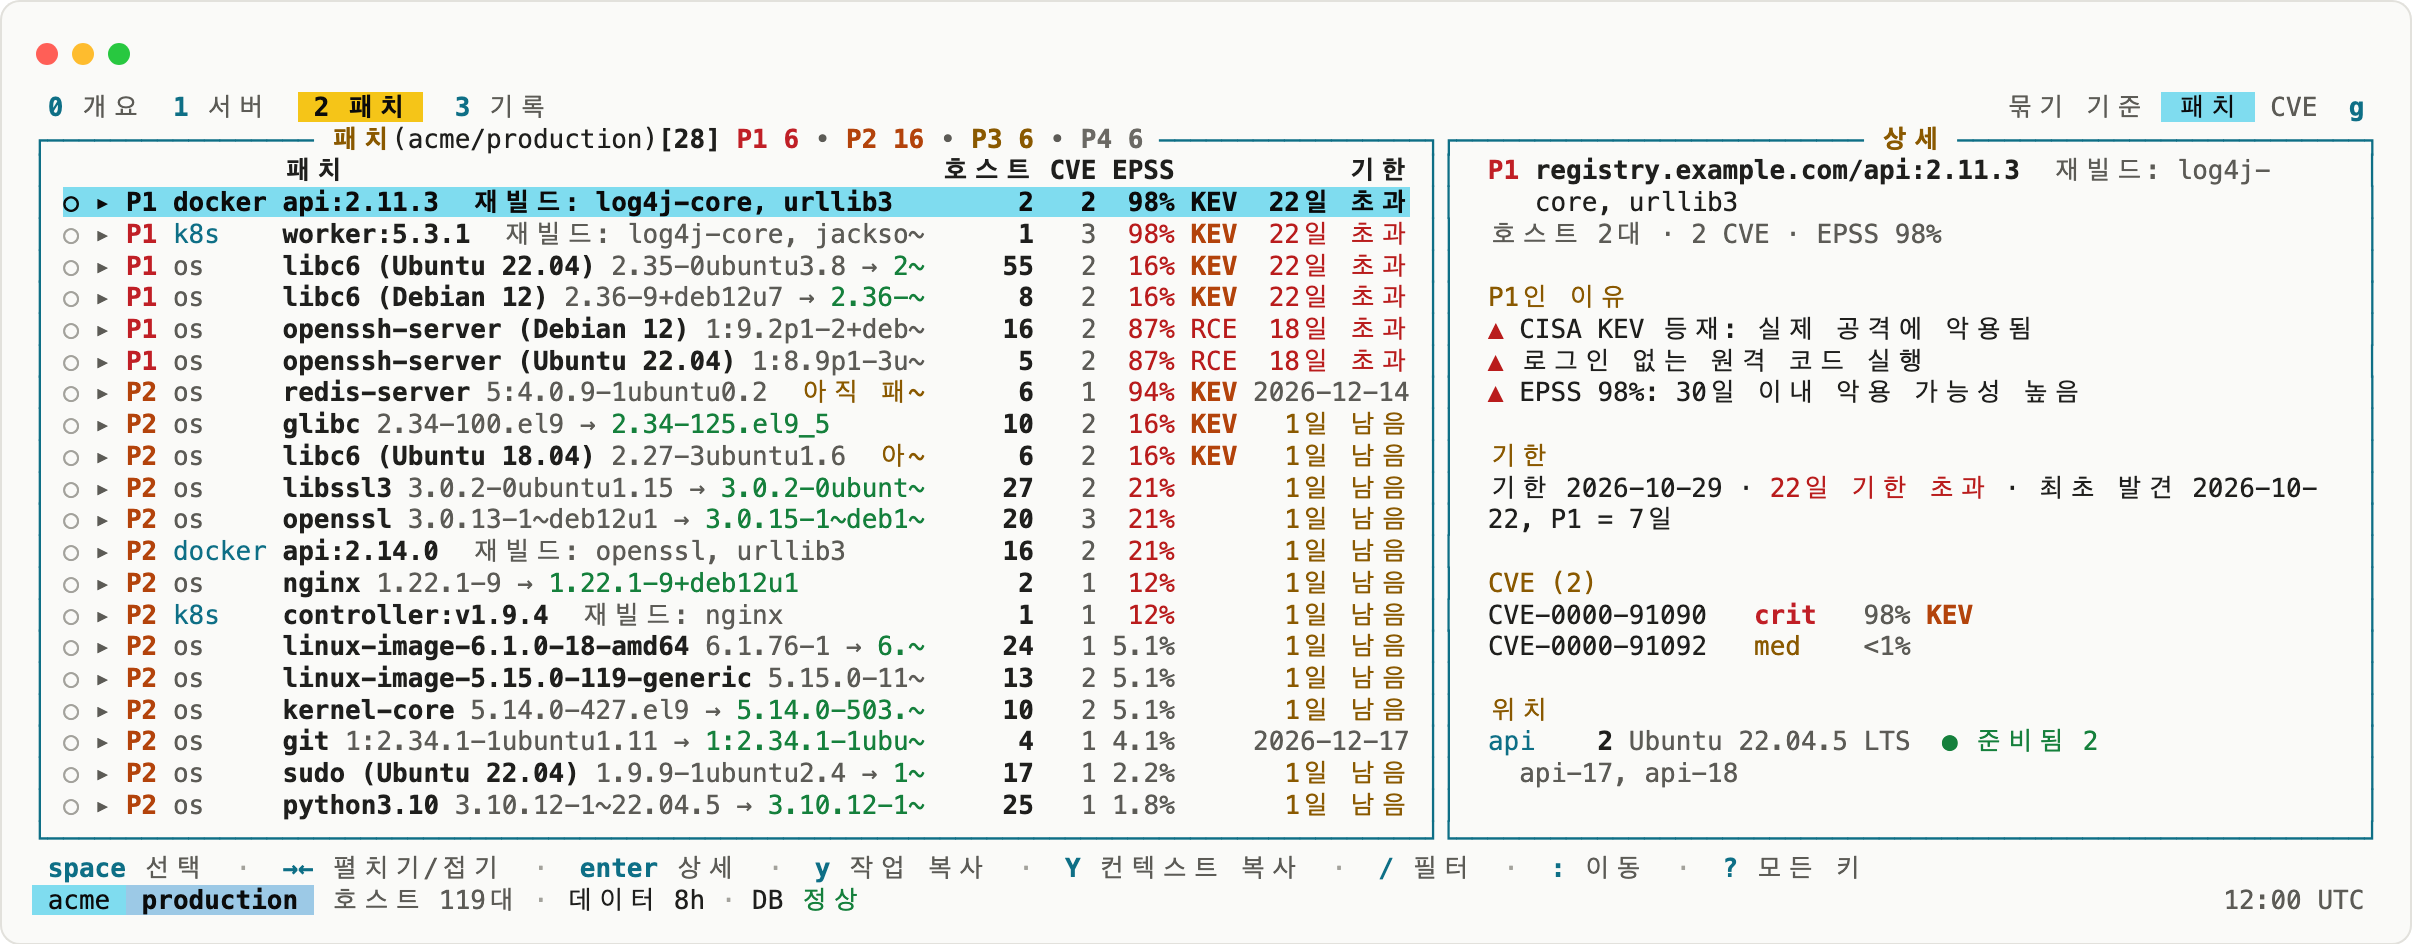 0 개요 1 서버 2 패치 3 기록 묶기 기준 패치 CVE g
패치(acme/production)[28] P1 6 • P2 16 • P3 6 • P4 6
패치 호스트 CVE EPSS 기한
○ ▸ P1 docker api:2.11.3 재빌드: log4j-core, urllib3 2 2 98% KEV 22일 초과
○ ▸ P1 k8s worker:5.3.1 재빌드: log4j-core, jackso~ 1 3 98% KEV 22일 초과
○ ▸ P1 os libc6 (Ubuntu 22.04) 2.35-0ubuntu3.8 → 2~ 55 2 16% KEV 22일 초과
○ ▸ P1 os libc6 (Debian 12) 2.36-9+deb12u7 → 2.36-~ 8 2 16% KEV 22일 초과
○ ▸ P1 os openssh-server (Debian 12) 1:9.2p1-2+deb~ 16 2 87% RCE 18일 초과
○ ▸ P1 os openssh-server (Ubuntu 22.04) 1:8.9p1-3u~ 5 2 87% RCE 18일 초과
○ ▸ P2 os redis-server 5:4.0.9-1ubuntu0.2 아직 패~ 6 1 94% KEV 2026-12-14
○ ▸ P2 os glibc 2.34-100.el9 → 2.34-125.el9_5 10 2 16% KEV 1일 남음
○ ▸ P2 os libc6 (Ubuntu 18.04) 2.27-3ubuntu1.6 아~ 6 2 16% KEV 1일 남음
○ ▸ P2 os libssl3 3.0.2-0ubuntu1.15 → 3.0.2-0ubunt~ 27 2 21% 1일 남음
○ ▸ P2 os openssl 3.0.13-1~deb12u1 → 3.0.15-1~deb1~ 20 3 21% 1일 남음
○ ▸ P2 docker api:2.14.0 재빌드: openssl, urllib3 16 2 21% 1일 남음
○ ▸ P2 os nginx 1.22.1-9 → 1.22.1-9+deb12u1 2 1 12% 1일 남음
○ ▸ P2 k8s controller:v1.9.4 재빌드: nginx 1 1 12% 1일 남음
○ ▸ P2 os linux-image-6.1.0-18-amd64 6.1.76-1 → 6.~ 24 1 5.1% 1일 남음
○ ▸ P2 os linux-image-5.15.0-119-generic 5.15.0-11~ 13 2 5.1% 1일 남음
○ ▸ P2 os kernel-core 5.14.0-427.el9 → 5.14.0-503.~ 10 2 5.1% 1일 남음
○ ▸ P2 os git 1:2.34.1-1ubuntu1.11 → 1:2.34.1-1ubu~ 4 1 4.1% 2026-12-17
○ ▸ P2 os sudo (Ubuntu 22.04) 1.9.9-1ubuntu2.4 → 1~ 17 1 2.2% 1일 남음
○ ▸ P2 os python3.10 3.10.12-1~22.04.5 → 3.10.12-1~ 25 1 1.8% 1일 남음
상세
P1 registry.example.com/api:2.11.3 재빌드: log4j-
core, urllib3
호스트 2대 · 2 CVE · EPSS 98%
P1인 이유
▲ CISA KEV 등재: 실제 공격에 악용됨
▲ 로그인 없는 원격 코드 실행
▲ EPSS 98%: 30일 이내 악용 가능성 높음
기한
기한 2026-10-29 · 22일 기한 초과 · 최초 발견 2026-10-
22, P1 = 7일
CVE (2)
CVE-0000-91090 crit 98% KEV
CVE-0000-91092 med <1%
위치
api 2 Ubuntu 22.04.5 LTS ● 준비됨 2
api-17, api-18
space 선택 · →← 펼치기/접기 · enter 상세 · y 작업 복사 · Y 컨텍스트 복사 · / 필터 · : 이동 · ? 모든 키
acme production 호스트 119대 · 데이터 8h · DB 정상 12:00 UTC